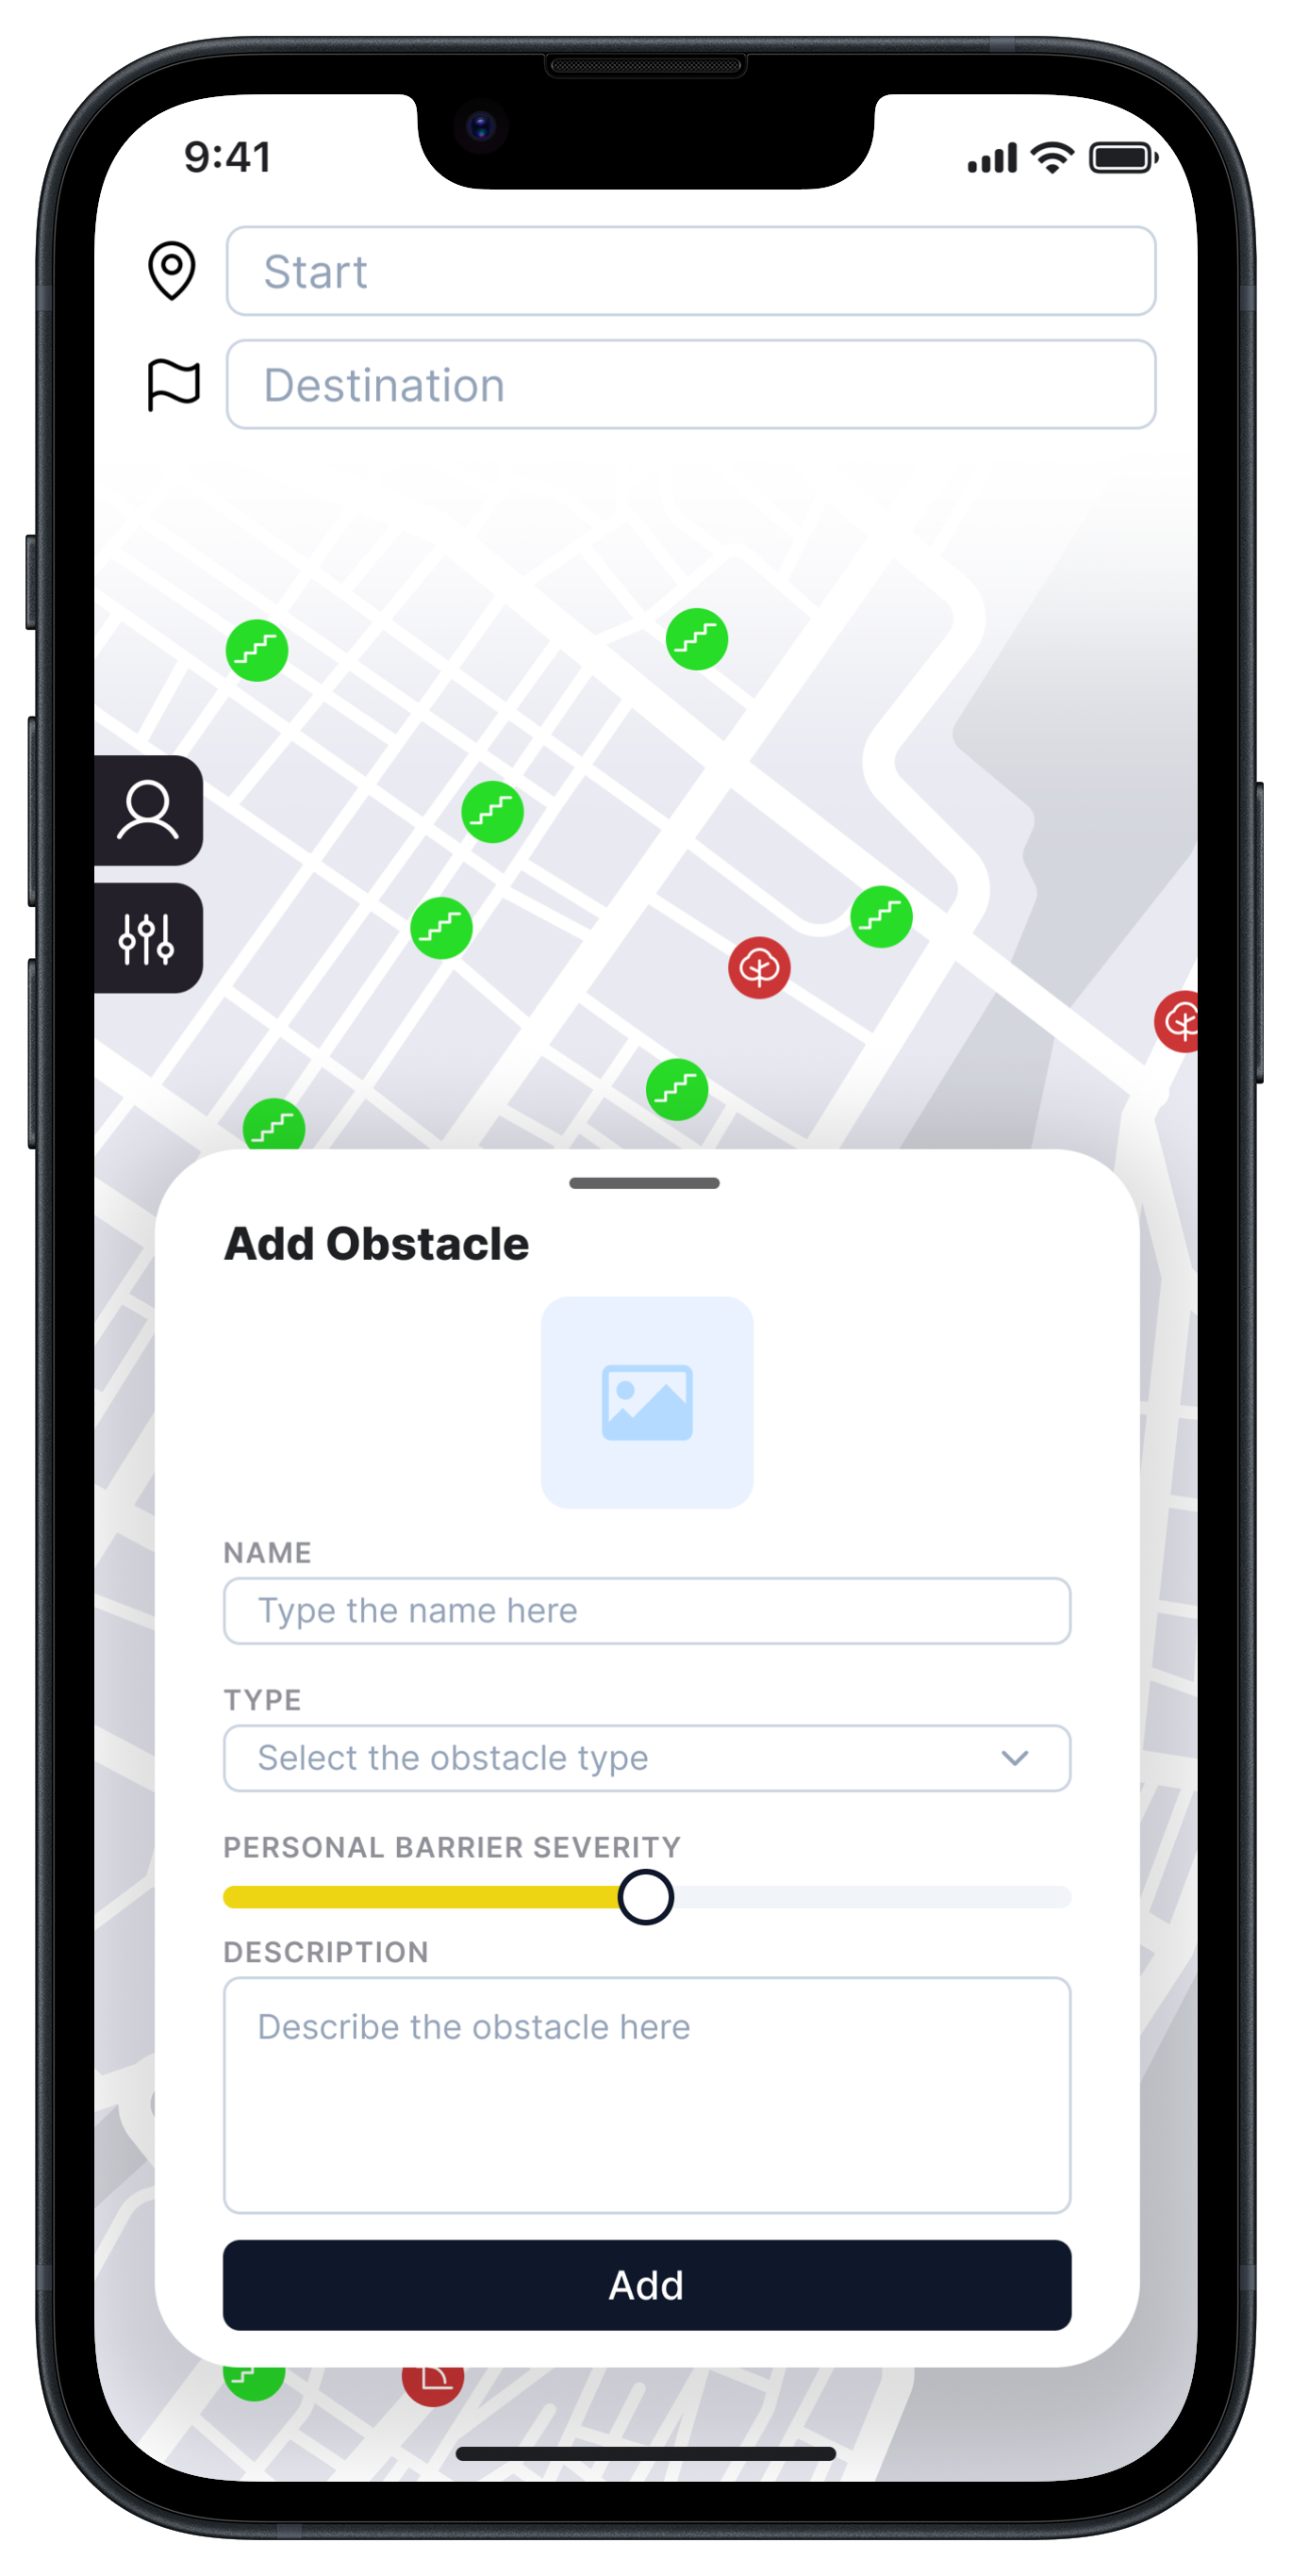 9:41
Start
Destination
Add Obstacle
NAME
Type the name here
TYPE
Select the obstacle type
PERSONAL BARRIER SEVERITY
DESCRIPTION
Describe the obstacle here
Add